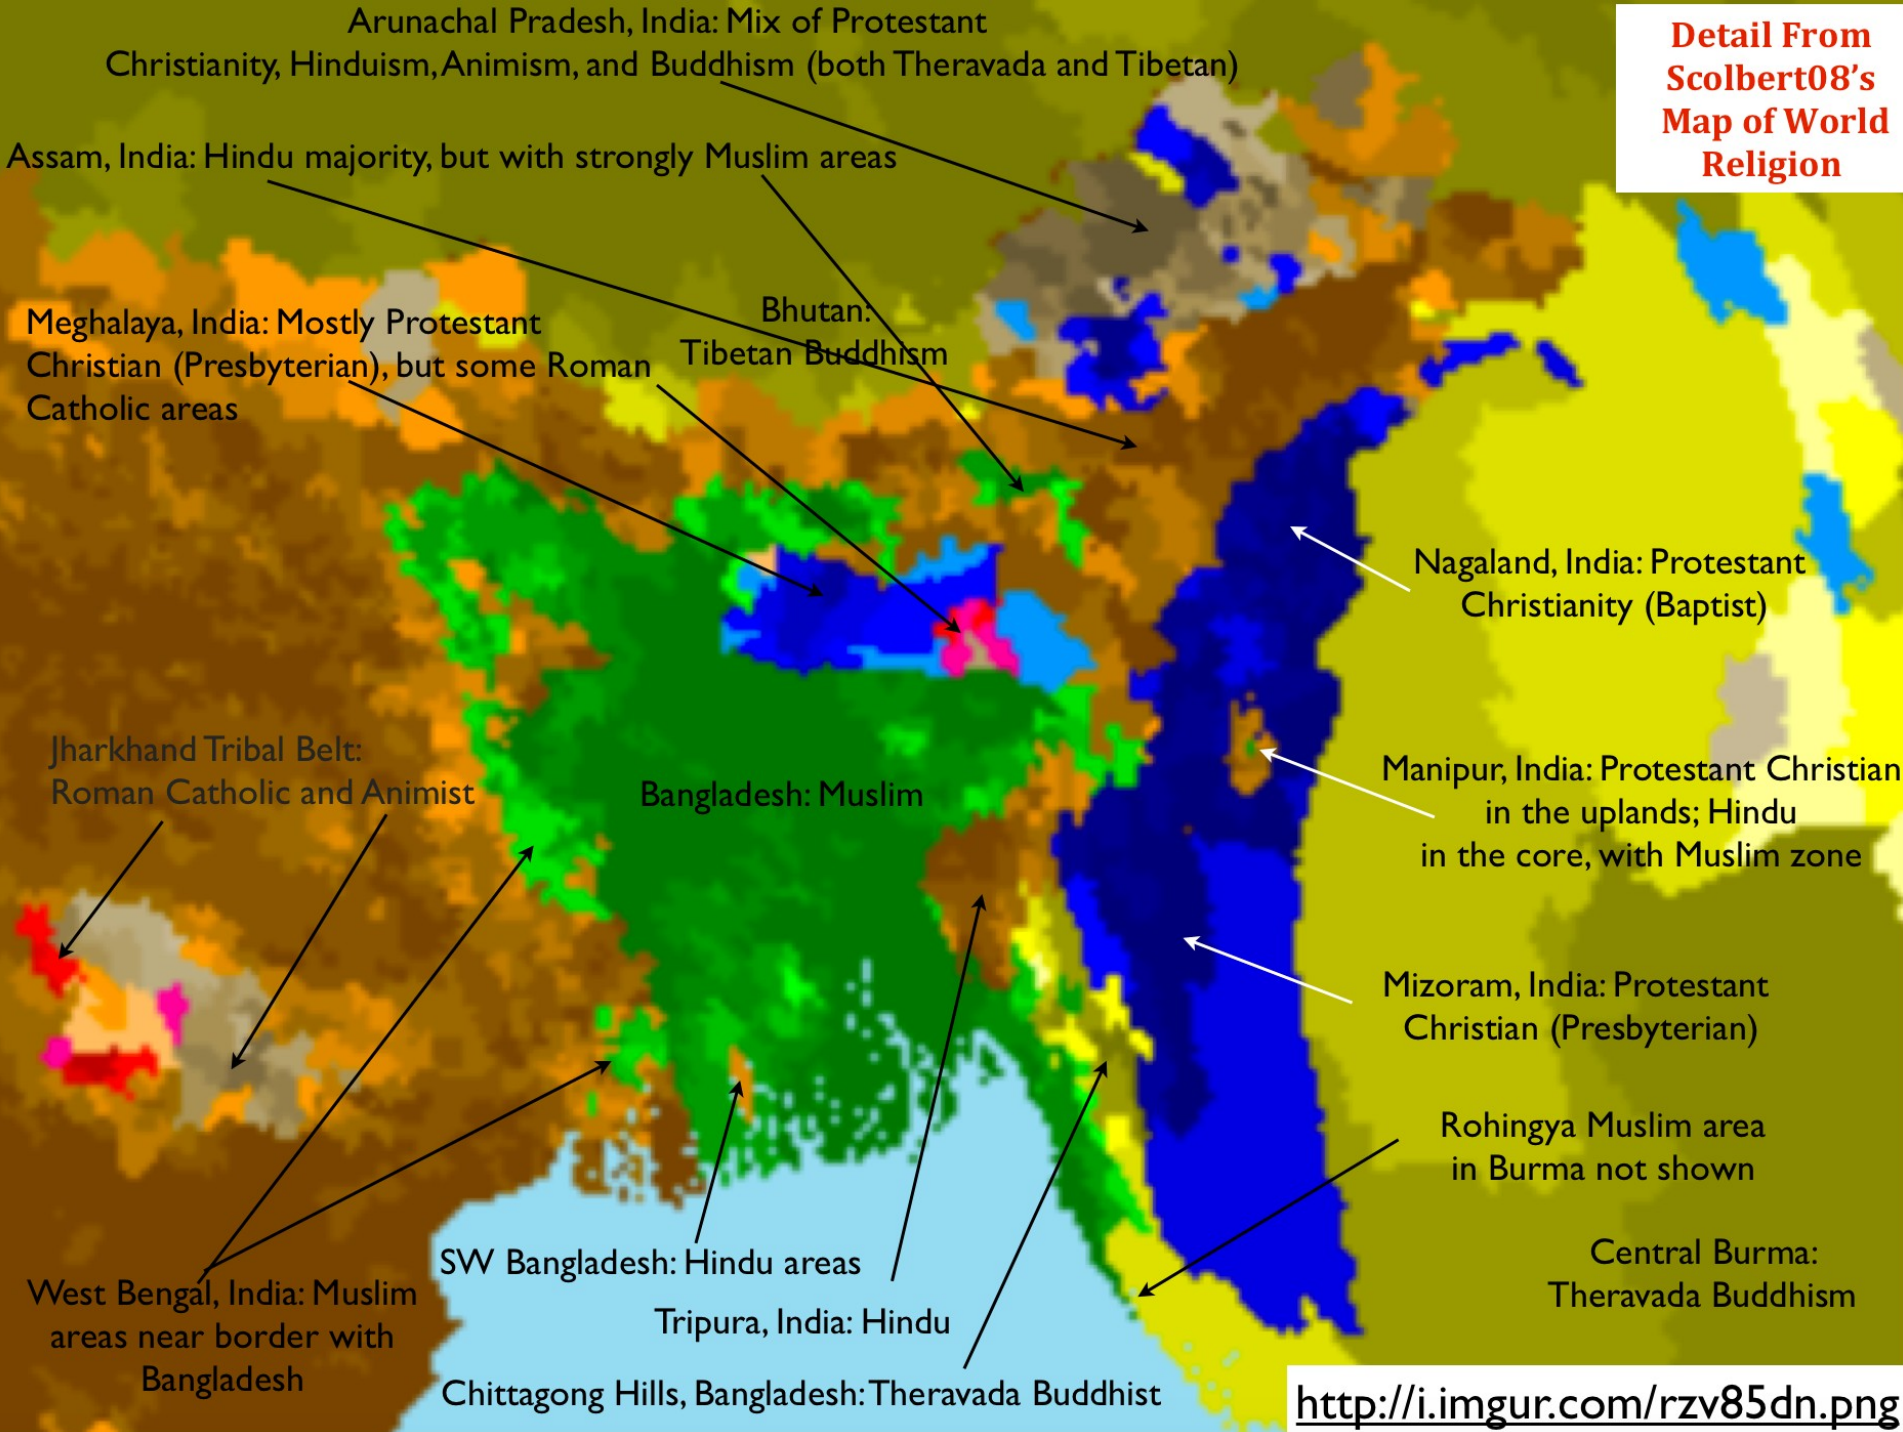 Arunachal Pradesh, India: Mix of Protestant
Christianity, Hinduism, Animism, and Buddhism (both Theravada and Tibetan)
Detail From
Scolbert08's
Map of World
Religion
Assam, India: Hindu majority, but with strongly Muslim areas
Bhutan:
Tibetan Buddhism
Meghalaya, India: Mostly Protestant
Christian (Presbyterian), but some Roman
Catholic areas
Nagaland, India: Protestant
Christianity (Baptist)
Jharkhand Tribal Belt:
Roman Catholic and Animist
Bangladesh: Muslim
Manipur, India: Protestant Christian
in the uplands; Hindu
in the core, with Muslim zone
Mizoram, India: Protestant
Christian (Presbyterian)
Rohingya Muslim area
in Burma not shown
Central Burma:
Theravada Buddhism
West Bengal, India: Muslim
areas near border with
Bangladesh
SW Bangladesh: Hindu areas
Tripura, India: Hindu
Chittagong Hills, Bangladesh: Theravada Buddhist
http://i.imgur.com/rzv85dn.png